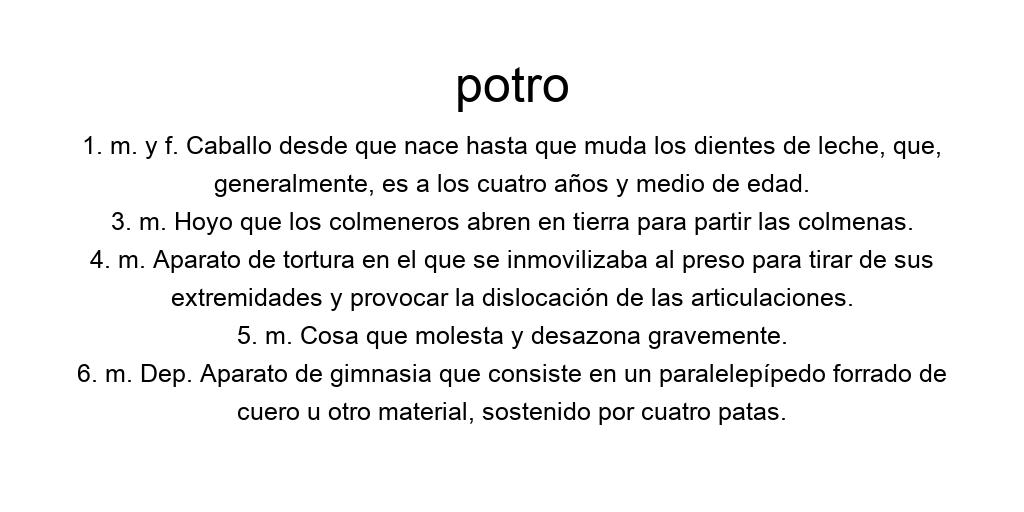 potro
1. m. y f. Caballo desde que nace hasta que muda los dientes de leche, que,
generalmente, es a los cuatro años y medio de edad.
3. m. Hoyo que los colmeneros abren en tierra para partir las colmenas.
4. m. Aparato de tortura en el que se inmovilizaba al preso para tirar de sus
extremidades y provocar la dislocación de las articulaciones.
5. m. Cosa que molesta y desazona gravemente.
6. m. Dep. Aparato de gimnasia que consiste en un paralelepípedo forrado de
cuero u otro material, sostenido por cuatro patas.